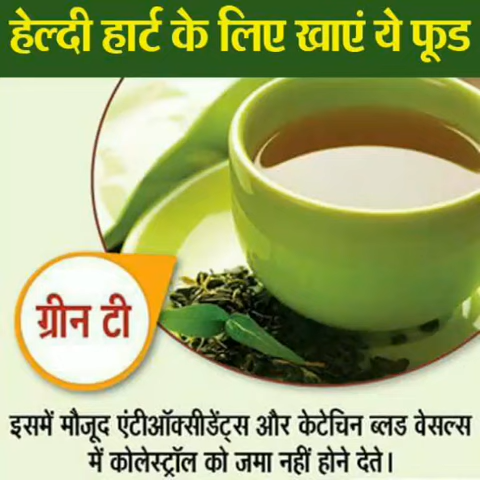 हेल्दी हार्ट के लिए खाएं ये फूड
ग्रीन टी
इसमें मौजूद एंटीऑक्सीडेंट्स और केटेचिन ब्लड वेसल्स
में कोलेस्ट्रॉल को जमा नहीं होने देते।